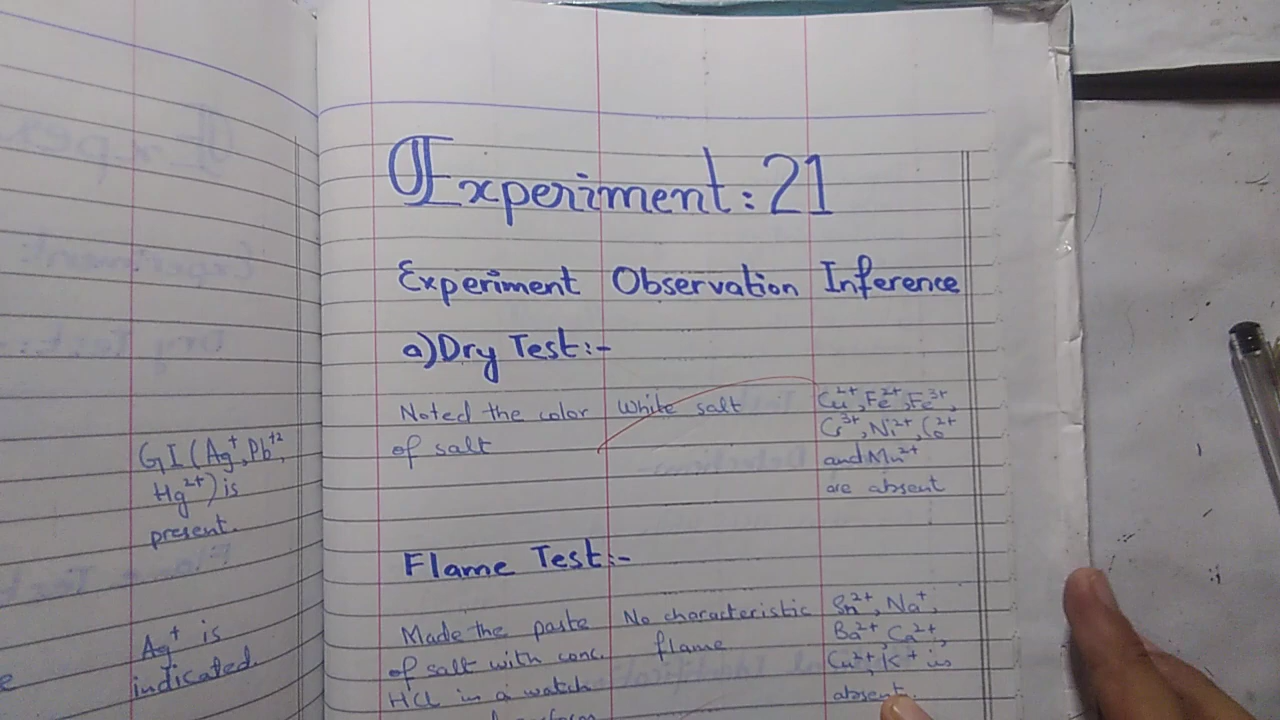 GI(Ag⁺, Pb⁺²,
Hg²⁺) is
present.
Ag⁺ is
indicated.
Experiment: 21
Experiment Observation Inference
a) Dry Test:-
Noted the color
of salt
White salt
Cu²⁺, Fe²⁺, Fe³⁺,
Cr³⁺, Ni²⁺, Co²⁺
and Mn²⁺
are absent
Flame Test:-
Made the paste
of salt with conc.
HCl in a watch
No characteristic
flame
Sn²⁺, Na⁺,
Ba²⁺, Ca²⁺,
Cu²⁺, K⁺ is
absent.